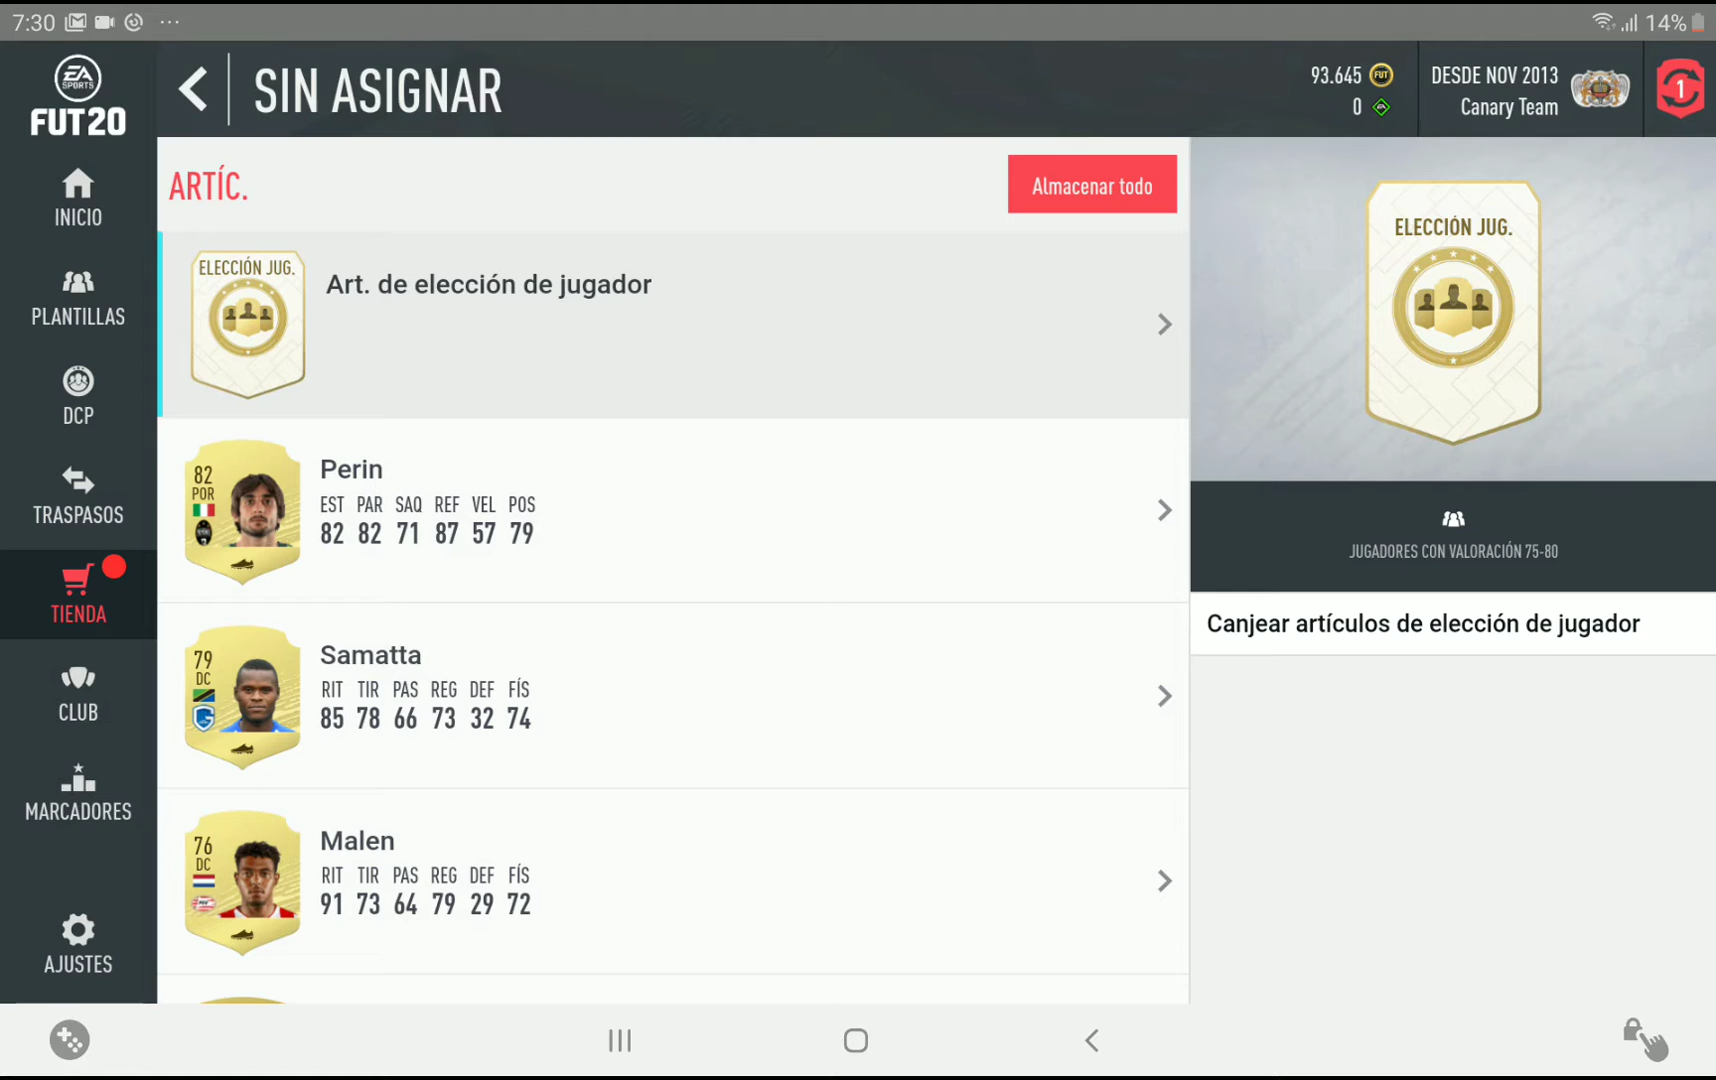 7:30
14%
EA SPORTS
FUT20
SIN ASIGNAR
93.645 FUT
0
DESDE NOV 2013
Canary Team
1
INICIO
PLANTILLAS
DCP
TRASPASOS
TIENDA
CLUB
MARCADORES
AJUSTES
ARTÍC.
Almacenar todo
ELECCIÓN JUG.
Art. de elección de jugador
82
POR
Perin
EST PAR SAQ REF VEL POS
82 82 71 87 57 79
79
DC
Samatta
RIT TIR PAS REG DEF FÍS
85 78 66 73 32 74
76
DC
Malen
RIT TIR PAS REG DEF FÍS
91 73 64 79 29 72
ELECCIÓN JUG.
JUGADORES CON VALORACIÓN 75-80
Canjear artículos de elección de jugador